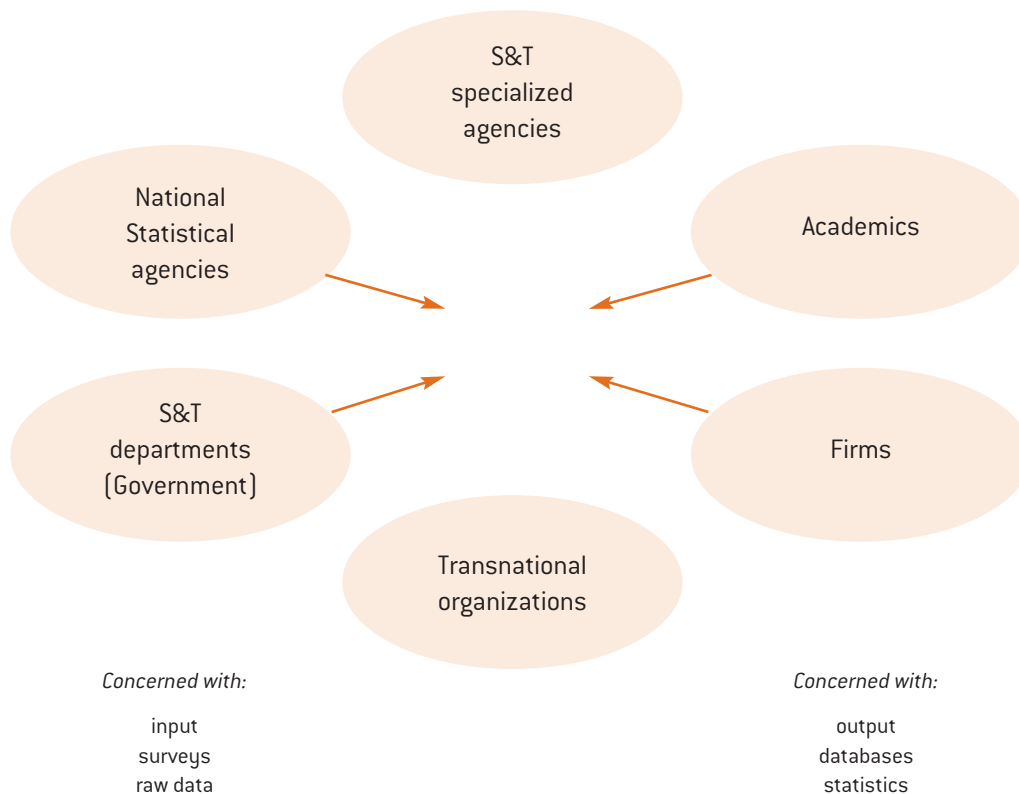 S&T
specialized
agencies
National
Statistical
agencies
Academics
S&T
departments
(Government)
Firms
Transnational
organizations
Concerned with:
input
surveys
raw data
Concerned with:
output
databases
statistics